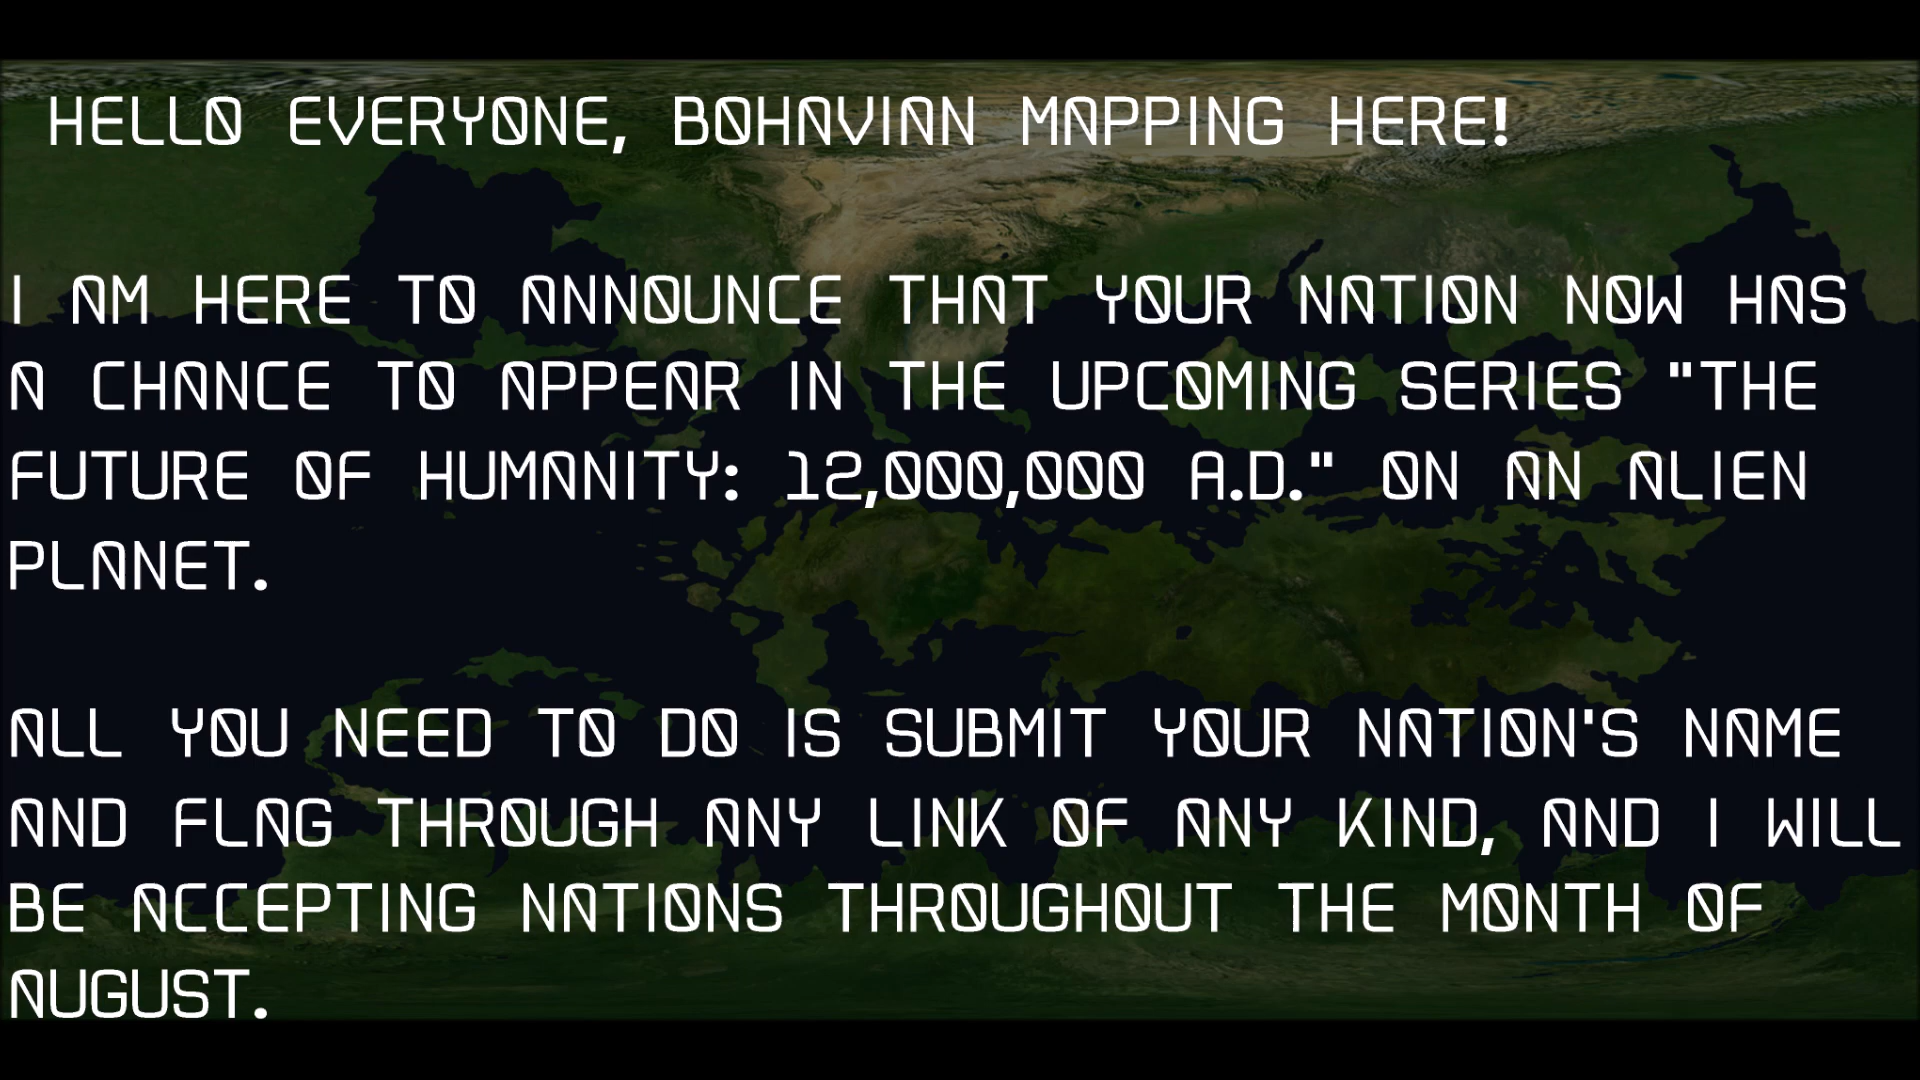 HELLO EVERYONE, BOHAVIAN MAPPING HERE!
I AM HERE TO ANNOUNCE THAT YOUR NATION NOW HAS
A CHANCE TO APPEAR IN THE UPCOMING SERIES "THE
FUTURE OF HUMANITY: 12,000,000 A.D." ON AN ALIEN
PLANET.
ALL YOU NEED TO DO IS SUBMIT YOUR NATION'S NAME
AND FLAG THROUGH ANY LINK OF ANY KIND, AND I WILL
BE ACCEPTING NATIONS THROUGHOUT THE MONTH OF
AUGUST.